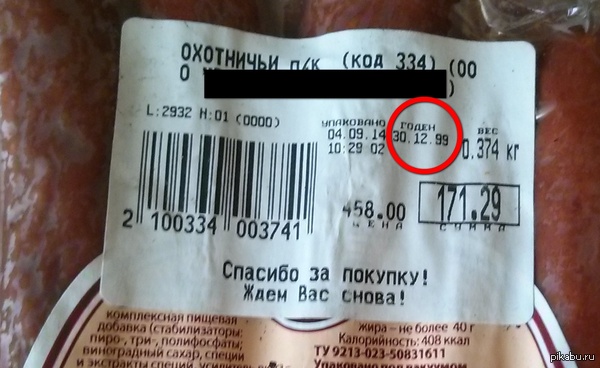 ОХОТНИЧЬИ п/к (код 334) (ОО
О
)
L:2932 Н:01 (0000)
УПАКОВАНО ГОДЕН ВЕС
04.09.14 30.12.99 0.374 кг
10:29 02
2 100334 003741
458.00 171.29
ЦЕНА СУММА
Спасибо за покупку!
Ждем Вас снова!
комплексная пищевая
добавка (стабилизаторы:
пиро-, три-, полифосфаты;
виноградный сахар, специи
и экстракты специй, усилитель
жира – не более 40 г
Калорийность: 408 ккал
ТУ 9213-023-50831611
Упаковано под вакуумом
pikabu.ru